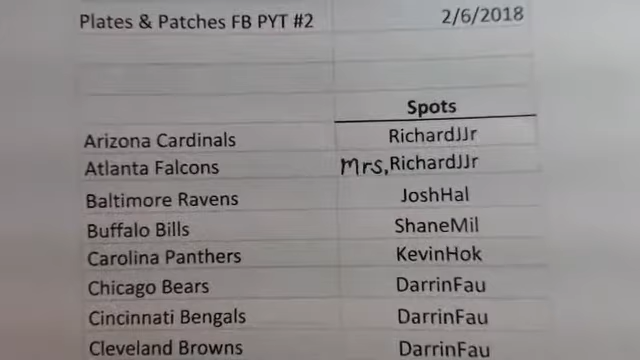 Plates & Patches FB PYT #2 2/6/2018
Spots
Arizona Cardinals RichardJJr
Atlanta Falcons Mrs, RichardJJr
Baltimore Ravens JoshHal
Buffalo Bills ShaneMil
Carolina Panthers KevinHok
Chicago Bears DarrinFau
Cincinnati Bengals DarrinFau
Cleveland Browns DarrinFau